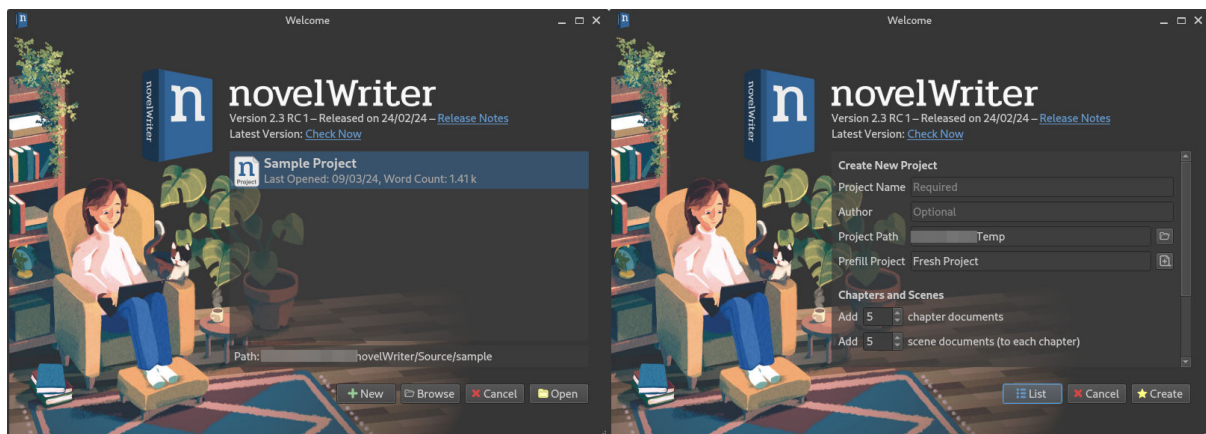 Welcome
n
novelWriter
n
novelWriter
Version 2.3 RC 1 – Released on 24/02/24 – Release Notes
Latest Version: Check Now
n
Project
Sample Project
Last Opened: 09/03/24, Word Count: 1.41 k
Path: novelWriter/Source/sample
New
Browse
Cancel
Open
n
Welcome
novelWriter
n
novelWriter
Version 2.3 RC 1 – Released on 24/02/24 – Release Notes
Latest Version: Check Now
Create New Project
Project Name Required
Author Optional
Project Path Temp
Prefill Project Fresh Project
Chapters and Scenes
Add 5 chapter documents
Add 5 scene documents (to each chapter)
List
Cancel
Create